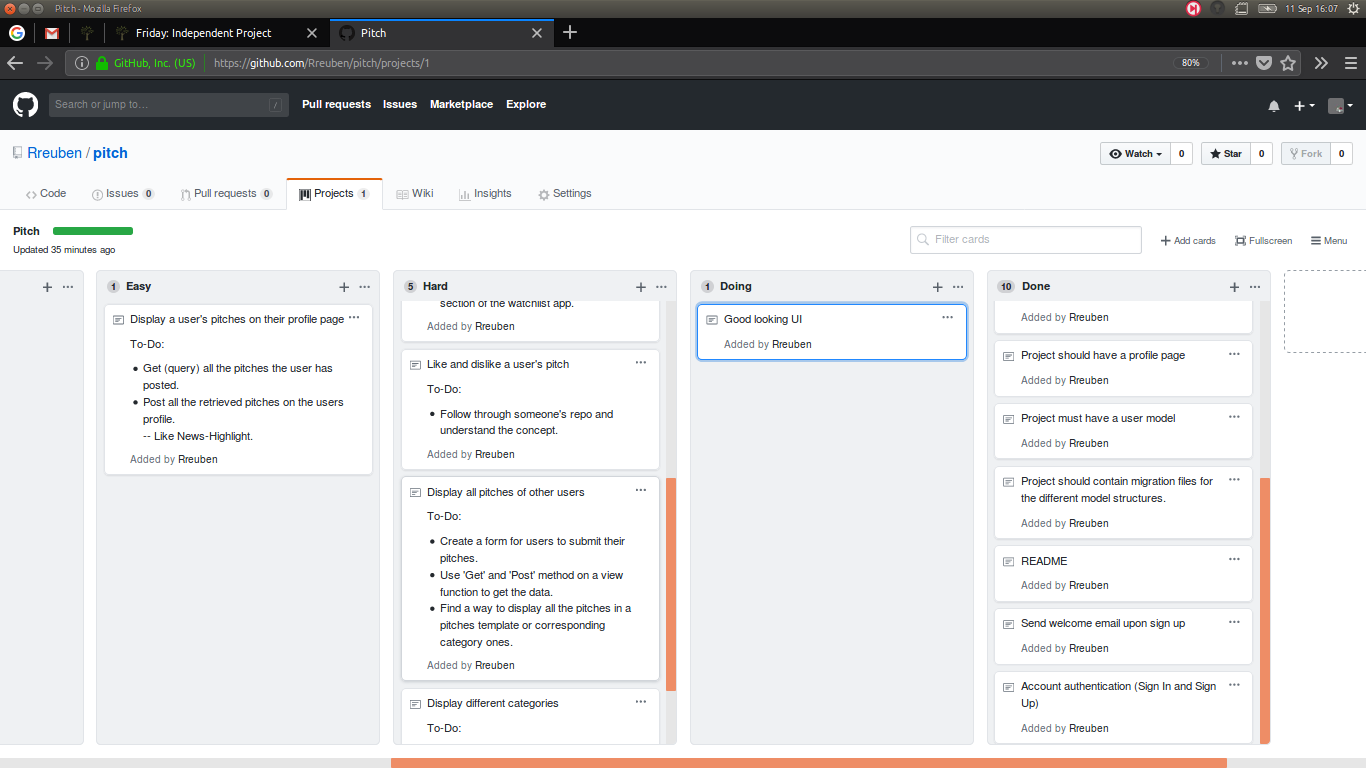 Pitch - Mozilla Firefox
11 Sep 16:07
Friday: Independent Project
Pitch
GitHub, Inc. (US)
https://github.com/Rreuben/pitch/projects/1
80%
Search or jump to…
/
Pull requests
Issues
Marketplace
Explore
Rreuben / pitch
Watch
0
Star
0
Fork
0
Code
Issues 0
Pull requests 0
Projects 1
Wiki
Insights
Settings
Pitch
Updated 35 minutes ago
Filter cards
Add cards
Fullscreen
Menu
1 Easy
Display a user's pitches on their profile page
To-Do:
Get (query) all the pitches the user has
posted.
Post all the retrieved pitches on the users
profile.
-- Like News-Highlight.
Added by Rreuben
5 Hard
section of the watchlist app.
Added by Rreuben
Like and dislike a user's pitch
To-Do:
Follow through someone's repo and
understand the concept.
Added by Rreuben
Display all pitches of other users
To-Do:
Create a form for users to submit their
pitches.
Use 'Get' and 'Post' method on a view
function to get the data.
Find a way to display all the pitches in a
pitches template or corresponding
category ones.
Added by Rreuben
Display different categories
To-Do:
1 Doing
Good looking UI
Added by Rreuben
10 Done
Added by Rreuben
Project should have a profile page
Added by Rreuben
Project must have a user model
Added by Rreuben
Project should contain migration files for
the different model structures.
Added by Rreuben
README
Added by Rreuben
Send welcome email upon sign up
Added by Rreuben
Account authentication (Sign In and Sign
Up)
Added by Rreuben